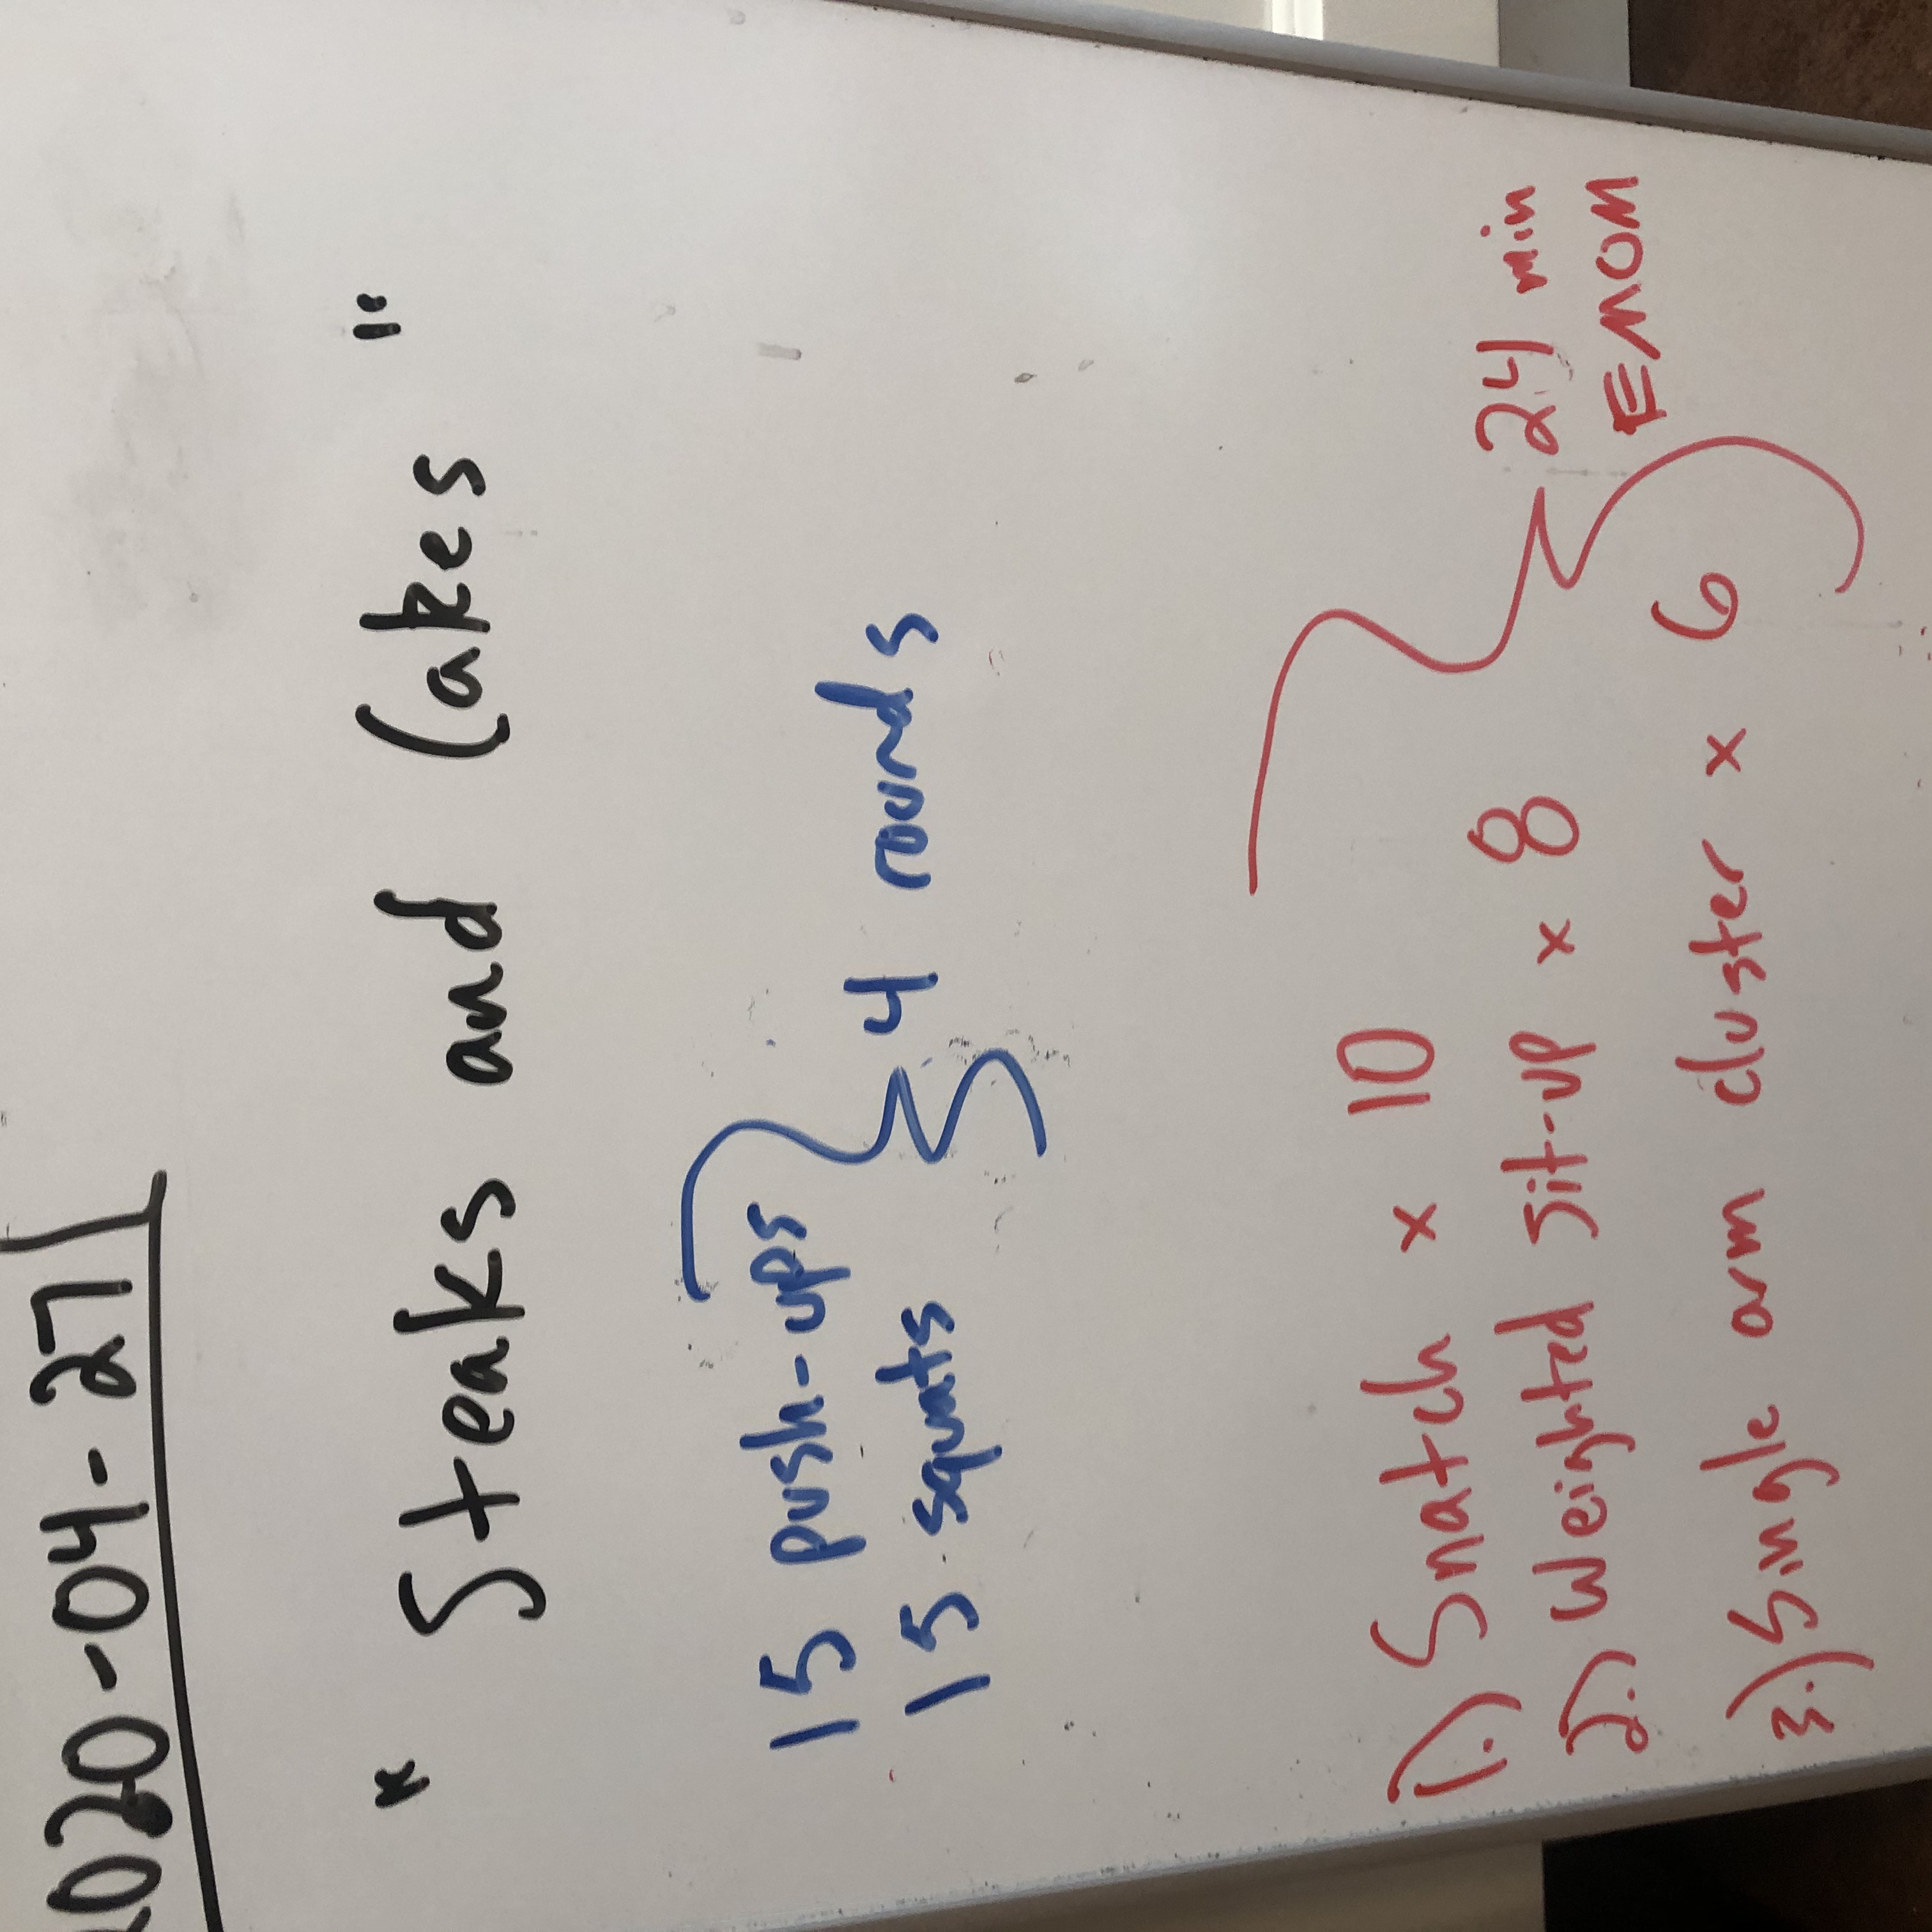 2020-04-27
"Steaks and Cakes"
15 push-ups
15 squats
4 rounds
1.) Snatch x 10
2.) Weighted sit-up x 8
3.) Single arm cluster x 6
24 min
EMOM